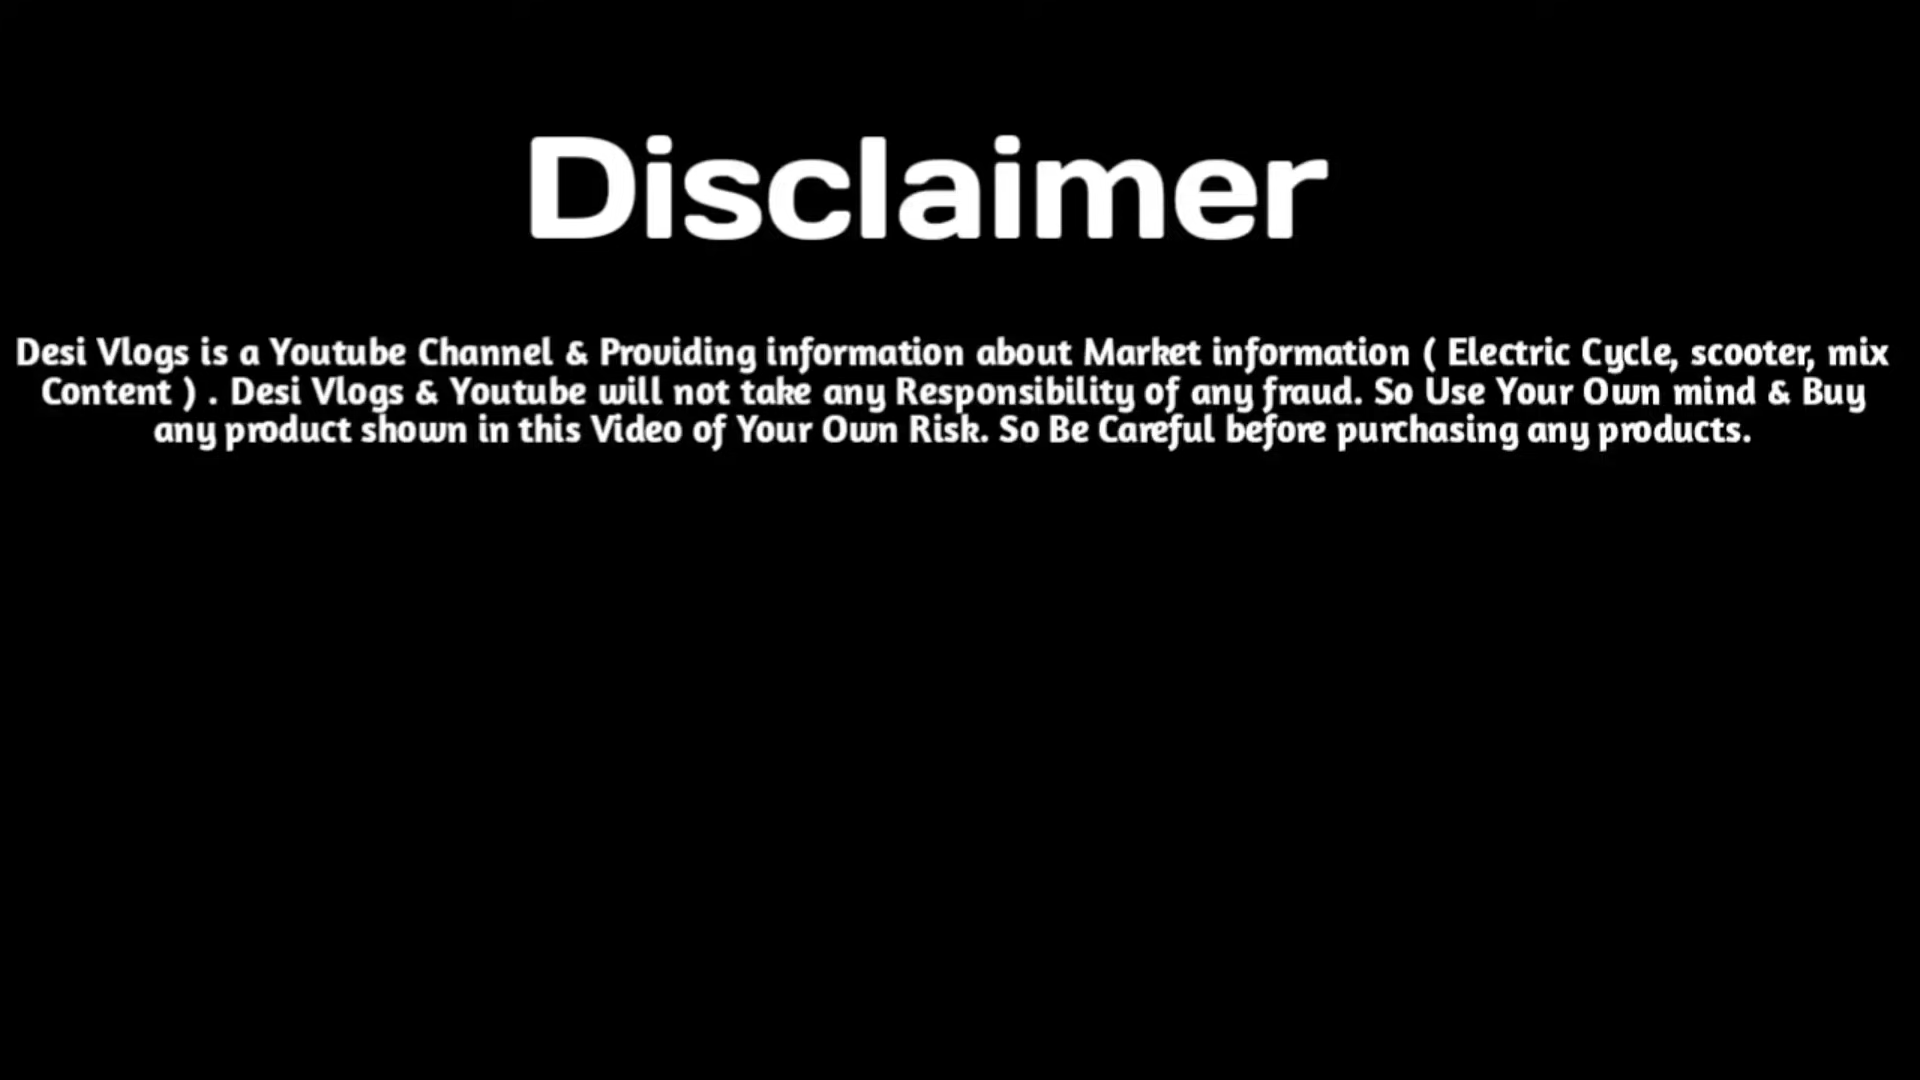 Disclaimer
Desi Vlogs is a Youtube Channel & Providing information about Market information ( Electric Cycle, scooter, mix
Content ) . Desi Vlogs & Youtube will not take any Responsibility of any fraud. So Use Your Own mind & Buy
any product shown in this Video of Your Own Risk. So Be Careful before purchasing any products.